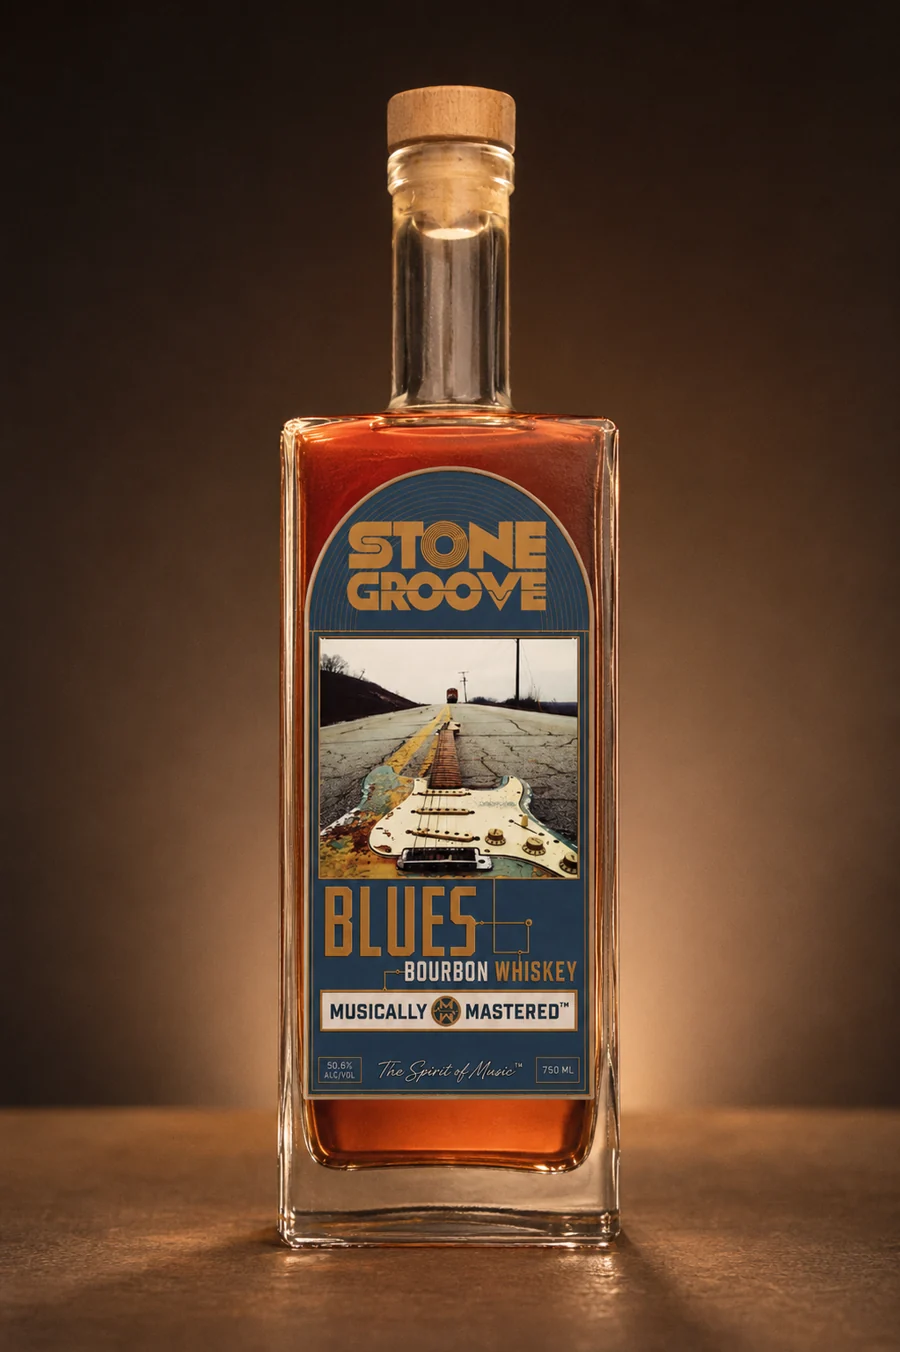 STONE
GROOVE
BLUES
BOURBON WHISKEY
MUSICALLY MASTERED™
50.6%
ALC/VOL
The Spirit of Music™
750 ML